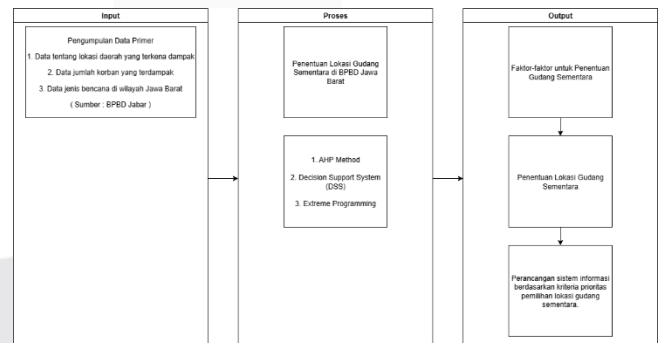 Input
Pengumpulan Data Primer
1. Data tentang lokasi daerah yang terkena dampak
2. Data jumlah korban yang terdampak
3. Data jenis bencana di wilayah Jawa Barat
( Sumber : BPBD Jabar )
Proses
Penentuan Lokasi Gudang
Sementara di BPBD Jawa
Barat
1. AHP Method
2. Decision Support System
(DSS)
3. Extreme Programming
Output
Faktor-faktor untuk Penentuan
Gudang Sementara
Penentuan Lokasi Gudang
Sementara
Perancangan sistem informasi
berdasarkan kriteria prioritas
pemilihan lokasi gudang
sementara.